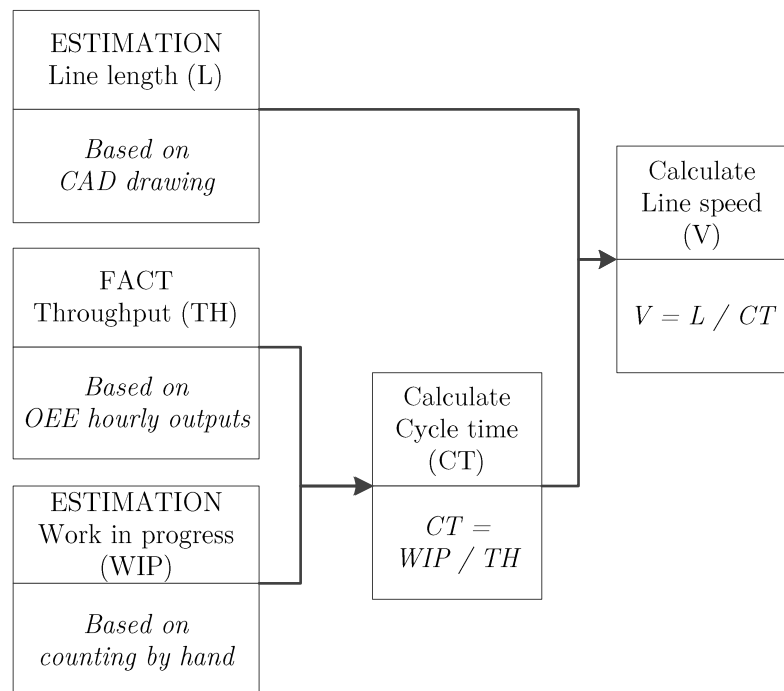 ESTIMATION
Line length (L)
Based on
CAD drawing
FACT
Throughput (TH)
Based on
OEE hourly outputs
ESTIMATION
Work in progress
(WIP)
Based on
counting by hand
Calculate
Cycle time
(CT)
CT =
WIP / TH
Calculate
Line speed
(V)
V = L / CT